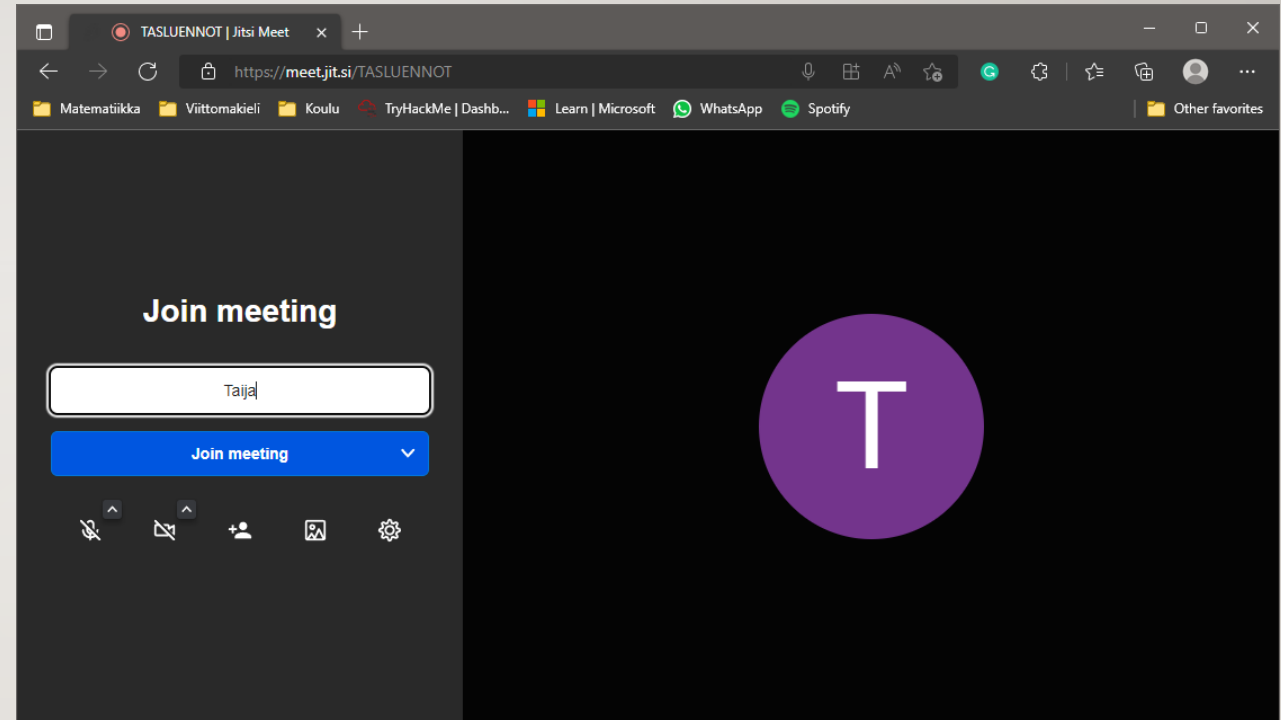 TASLUENNOT | Jitsi Meet
https://meet.jit.si/TASLUENNOT
Matematiikka Viittomakieli Koulu TryHackMe | Dashb... Learn | Microsoft WhatsApp Spotify Other favorites
Join meeting
Taija
Join meeting
T